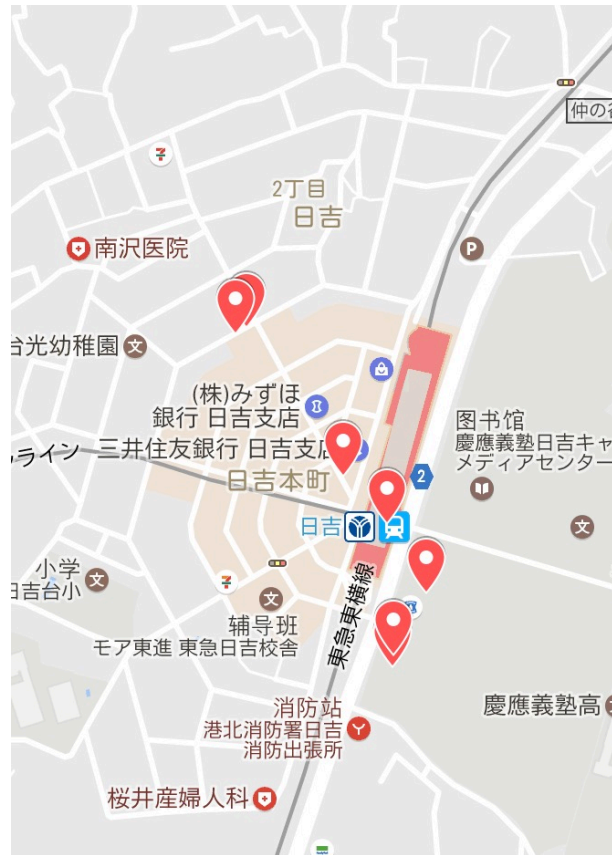 仲の谷
2丁目
日吉
南沢医院
台光幼稚園
(株)みずほ
銀行 日吉支店
三井住友銀行 日吉支店
ライン
日吉本町
图书馆
慶應義塾日吉キャ
メディアセンター
2
P
文
文
文
文
日吉
小学
日吉台小
东急東横線
辅导班
モア東進 東急日吉校舎
消防站
港北消防署日吉
消防出張所
慶應義塾高
桜井産婦人科